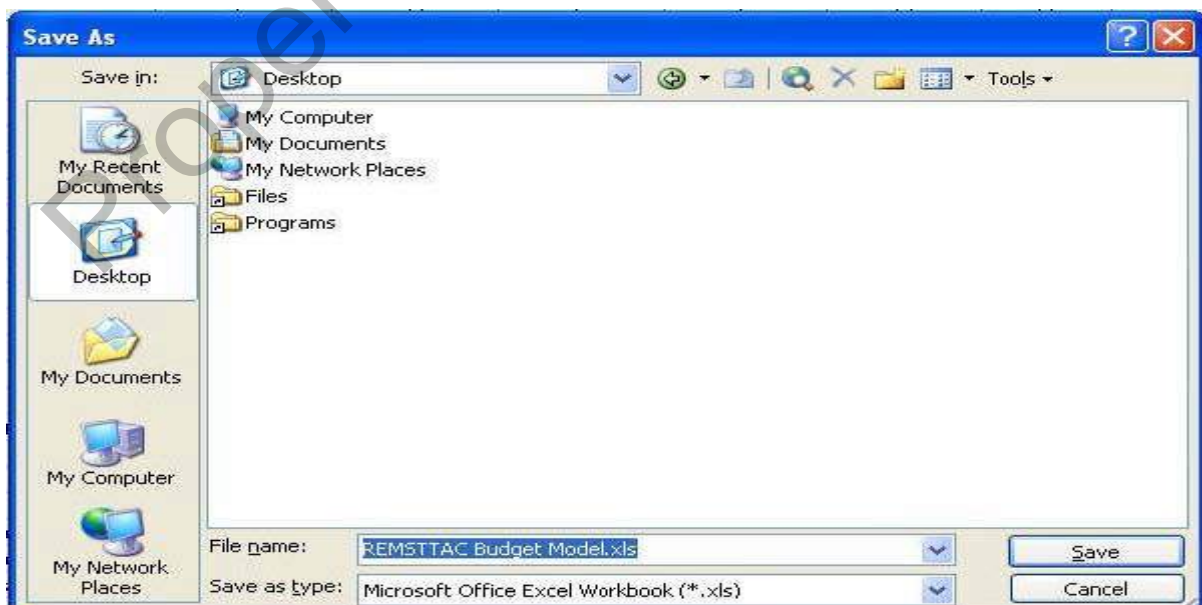 Save As
Save in:
Desktop
Tools
My Recent
Documents
Desktop
My Documents
My Computer
My Network
Places
My Computer
My Documents
My Network Places
Files
Programs
File name:
REMSTTAC Budget Model.xls
Save
Save as type:
Microsoft Office Excel Workbook (*.xls)
Cancel